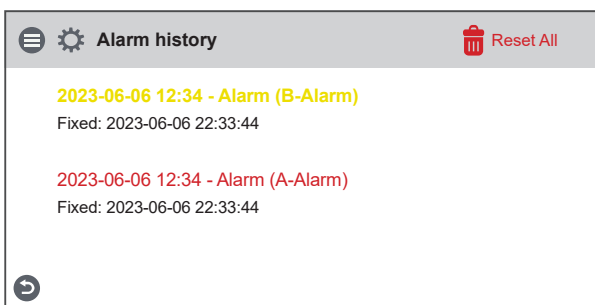 Alarm history
Reset All
2023-06-06 12:34 - Alarm (B-Alarm)
Fixed: 2023-06-06 22:33:44
2023-06-06 12:34 - Alarm (A-Alarm)
Fixed: 2023-06-06 22:33:44